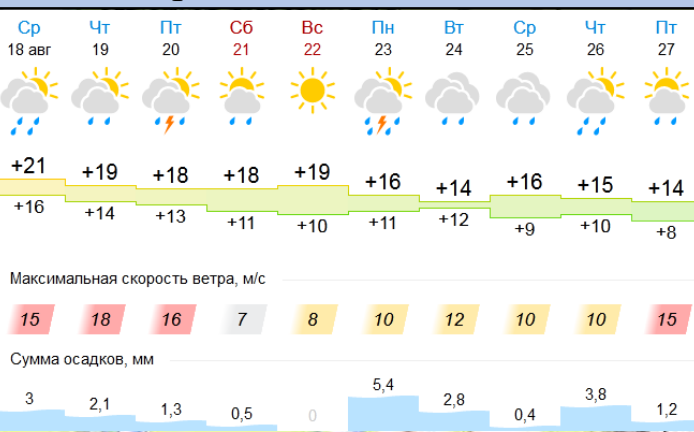 Ср Чт Пт Сб Вс Пн Вт Ср Чт Пт
18 авг 19 20 21 22 23 24 25 26 27
+21 +19 +18 +18 +19 +16 +14 +16 +15 +14
+16 +14 +13 +11 +10 +11 +12 +9 +10 +8
Максимальная скорость ветра, м/с
15 18 16 7 8 10 12 10 10 15
Сумма осадков, мм
3 2,1 1,3 0,5 0 5,4 2,8 0,4 3,8 1,2